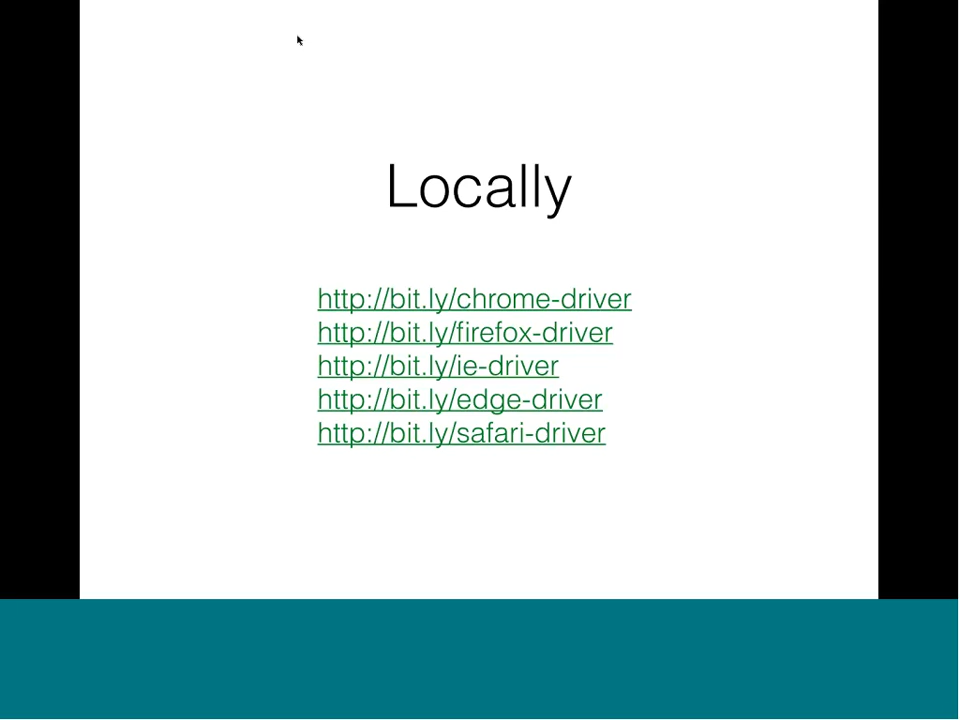 Locally
http://bit.ly/chrome-driver
http://bit.ly/firefox-driver
http://bit.ly/ie-driver
http://bit.ly/edge-driver
http://bit.ly/safari-driver